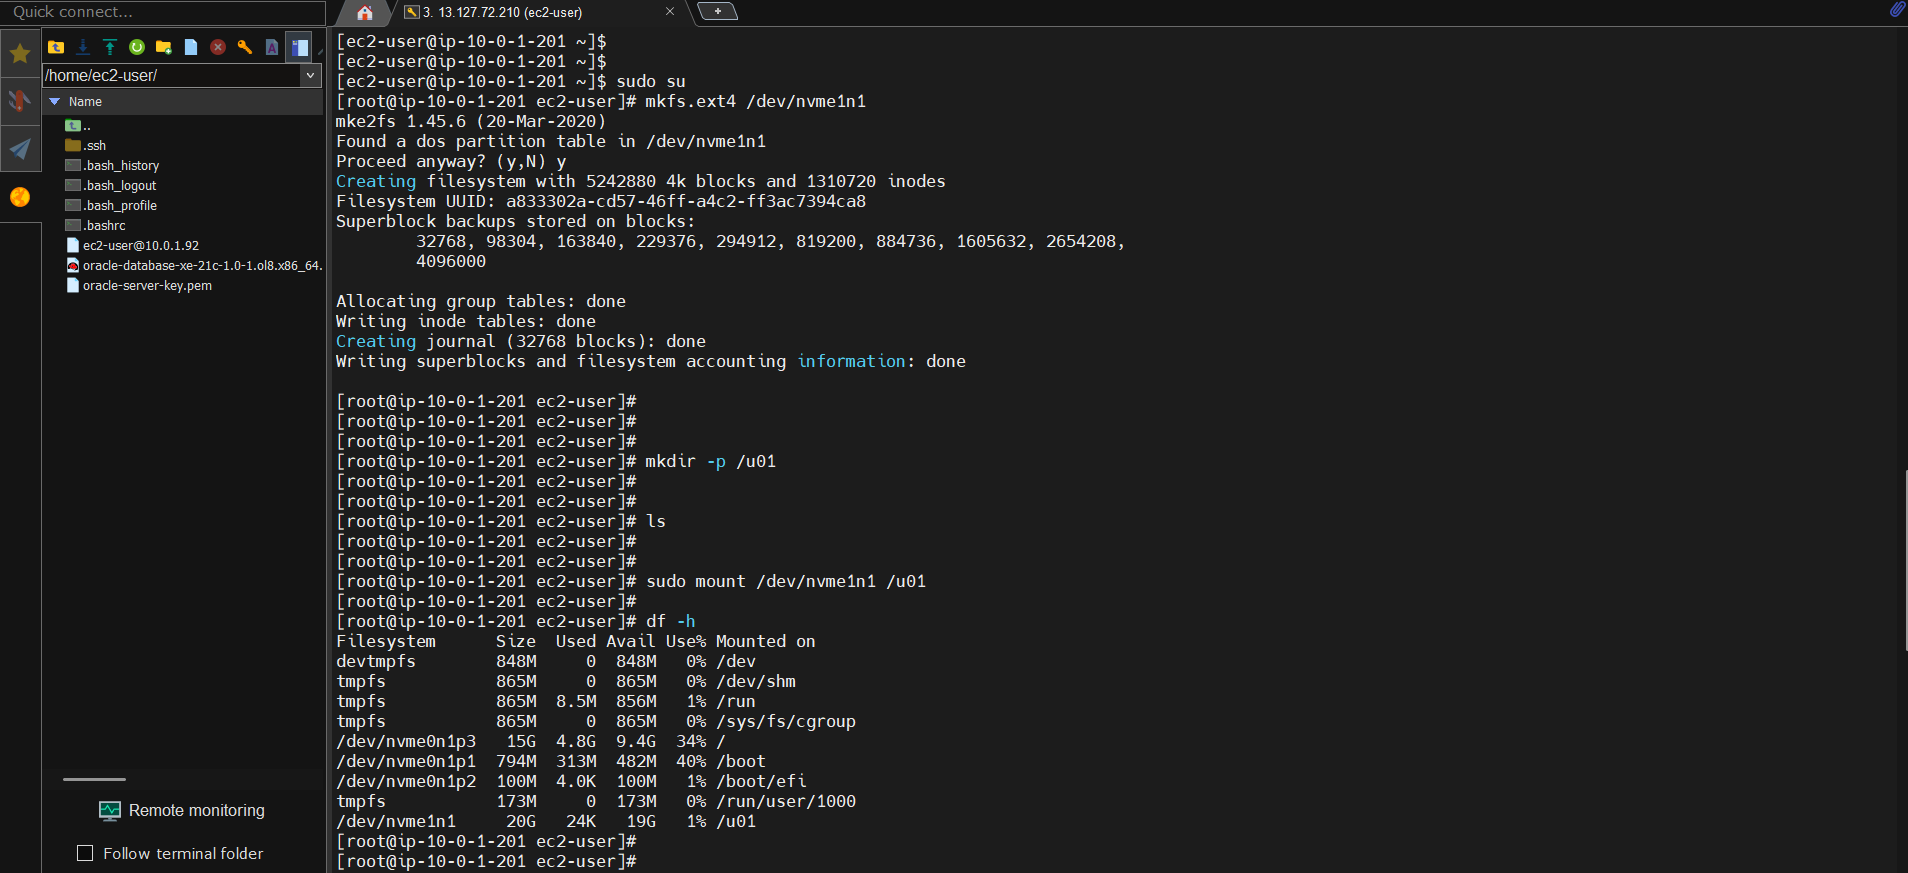 Quick connect...
3. 13.127.72.210 (ec2-user)
/home/ec2-user/
Name
..
.ssh
.bash_history
.bash_logout
.bash_profile
.bashrc
ec2-user@10.0.1.92
oracle-database-xe-21c-1.0-1.ol8.x86_64.
oracle-server-key.pem
Remote monitoring
Follow terminal folder
[ec2-user@ip-10-0-1-201 ~]$
[ec2-user@ip-10-0-1-201 ~]$
[ec2-user@ip-10-0-1-201 ~]$ sudo su
[root@ip-10-0-1-201 ec2-user]# mkfs.ext4 /dev/nvme1n1
mke2fs 1.45.6 (20-Mar-2020)
Found a dos partition table in /dev/nvme1n1
Proceed anyway? (y,N) y
Creating filesystem with 5242880 4k blocks and 1310720 inodes
Filesystem UUID: a833302a-cd57-46ff-a4c2-ff3ac7394ca8
Superblock backups stored on blocks:
        32768, 98304, 163840, 229376, 294912, 819200, 884736, 1605632, 2654208,
        4096000

Allocating group tables: done
Writing inode tables: done
Creating journal (32768 blocks): done
Writing superblocks and filesystem accounting information: done

[root@ip-10-0-1-201 ec2-user]#
[root@ip-10-0-1-201 ec2-user]#
[root@ip-10-0-1-201 ec2-user]#
[root@ip-10-0-1-201 ec2-user]# mkdir -p /u01
[root@ip-10-0-1-201 ec2-user]#
[root@ip-10-0-1-201 ec2-user]#
[root@ip-10-0-1-201 ec2-user]# ls
[root@ip-10-0-1-201 ec2-user]#
[root@ip-10-0-1-201 ec2-user]#
[root@ip-10-0-1-201 ec2-user]# sudo mount /dev/nvme1n1 /u01
[root@ip-10-0-1-201 ec2-user]#
[root@ip-10-0-1-201 ec2-user]# df -h
Filesystem      Size  Used Avail Use% Mounted on
devtmpfs        848M     0  848M   0% /dev
tmpfs           865M     0  865M   0% /dev/shm
tmpfs           865M  8.5M  856M   1% /run
tmpfs           865M     0  865M   0% /sys/fs/cgroup
/dev/nvme0n1p3   15G  4.8G  9.4G  34% /
/dev/nvme0n1p1  794M  313M  482M  40% /boot
/dev/nvme0n1p2  100M  4.0K  100M   1% /boot/efi
tmpfs           173M     0  173M   0% /run/user/1000
/dev/nvme1n1     20G   24K   19G   1% /u01
[root@ip-10-0-1-201 ec2-user]#
[root@ip-10-0-1-201 ec2-user]#